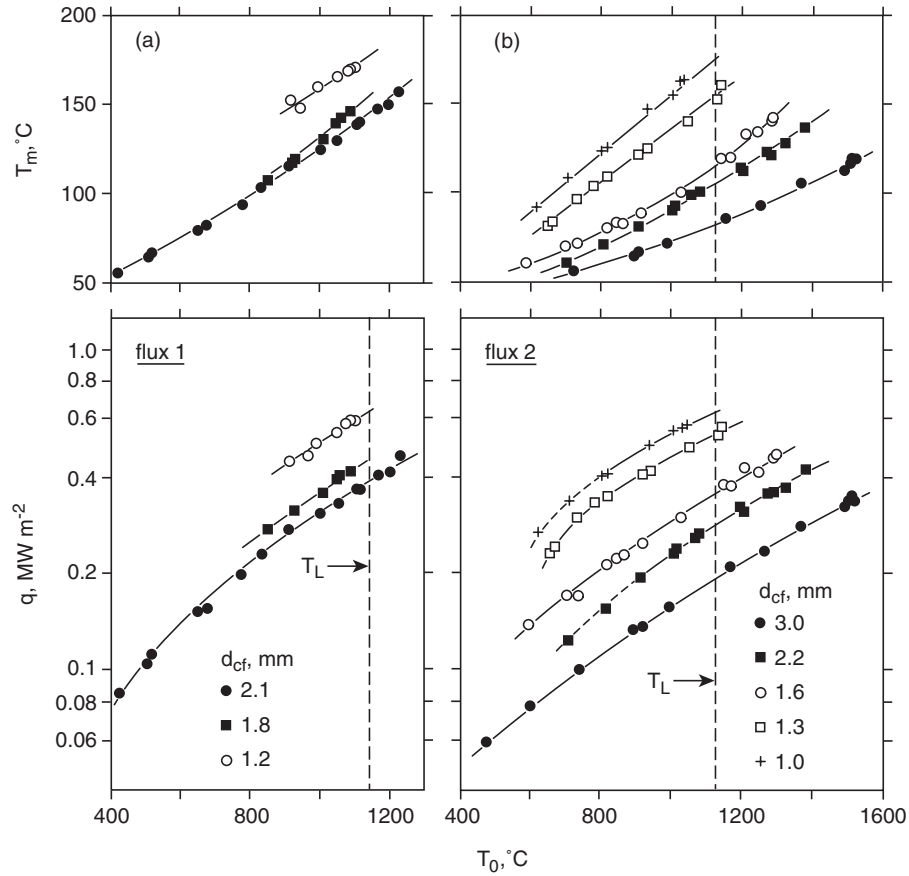 (a)
(b)
200
150
100
50
T_m, °C
flux 1
flux 2
1.0
0.8
0.6
0.4
0.2
0.1
0.08
0.06
q, MW m⁻²
T_L
d_cf, mm
2.1
1.8
1.2
T_L
d_cf, mm
3.0
2.2
1.6
1.3
1.0
400
800
1200
400
800
1200
1600
T_0, °C